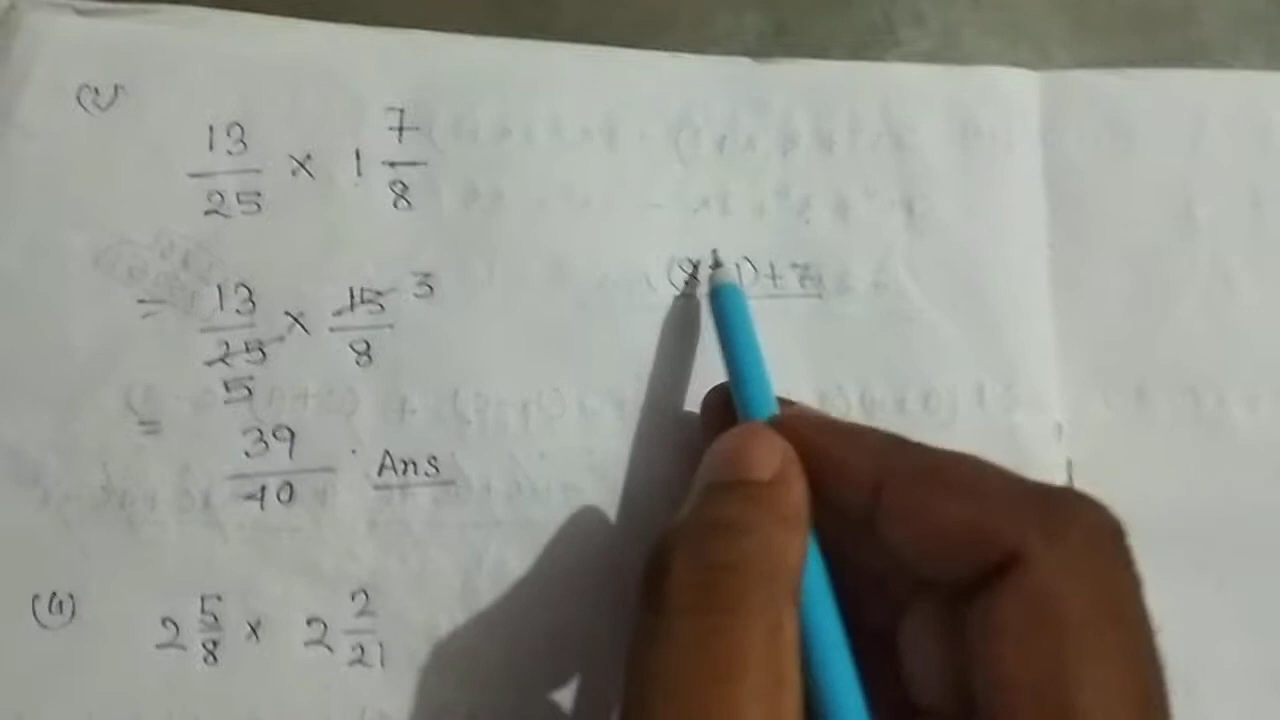 13/25 × 1 7/8
(8×1)+7
= 13/25 × 15/8 3
5
= 39/40 Ans
2 5/8 × 2 2/21